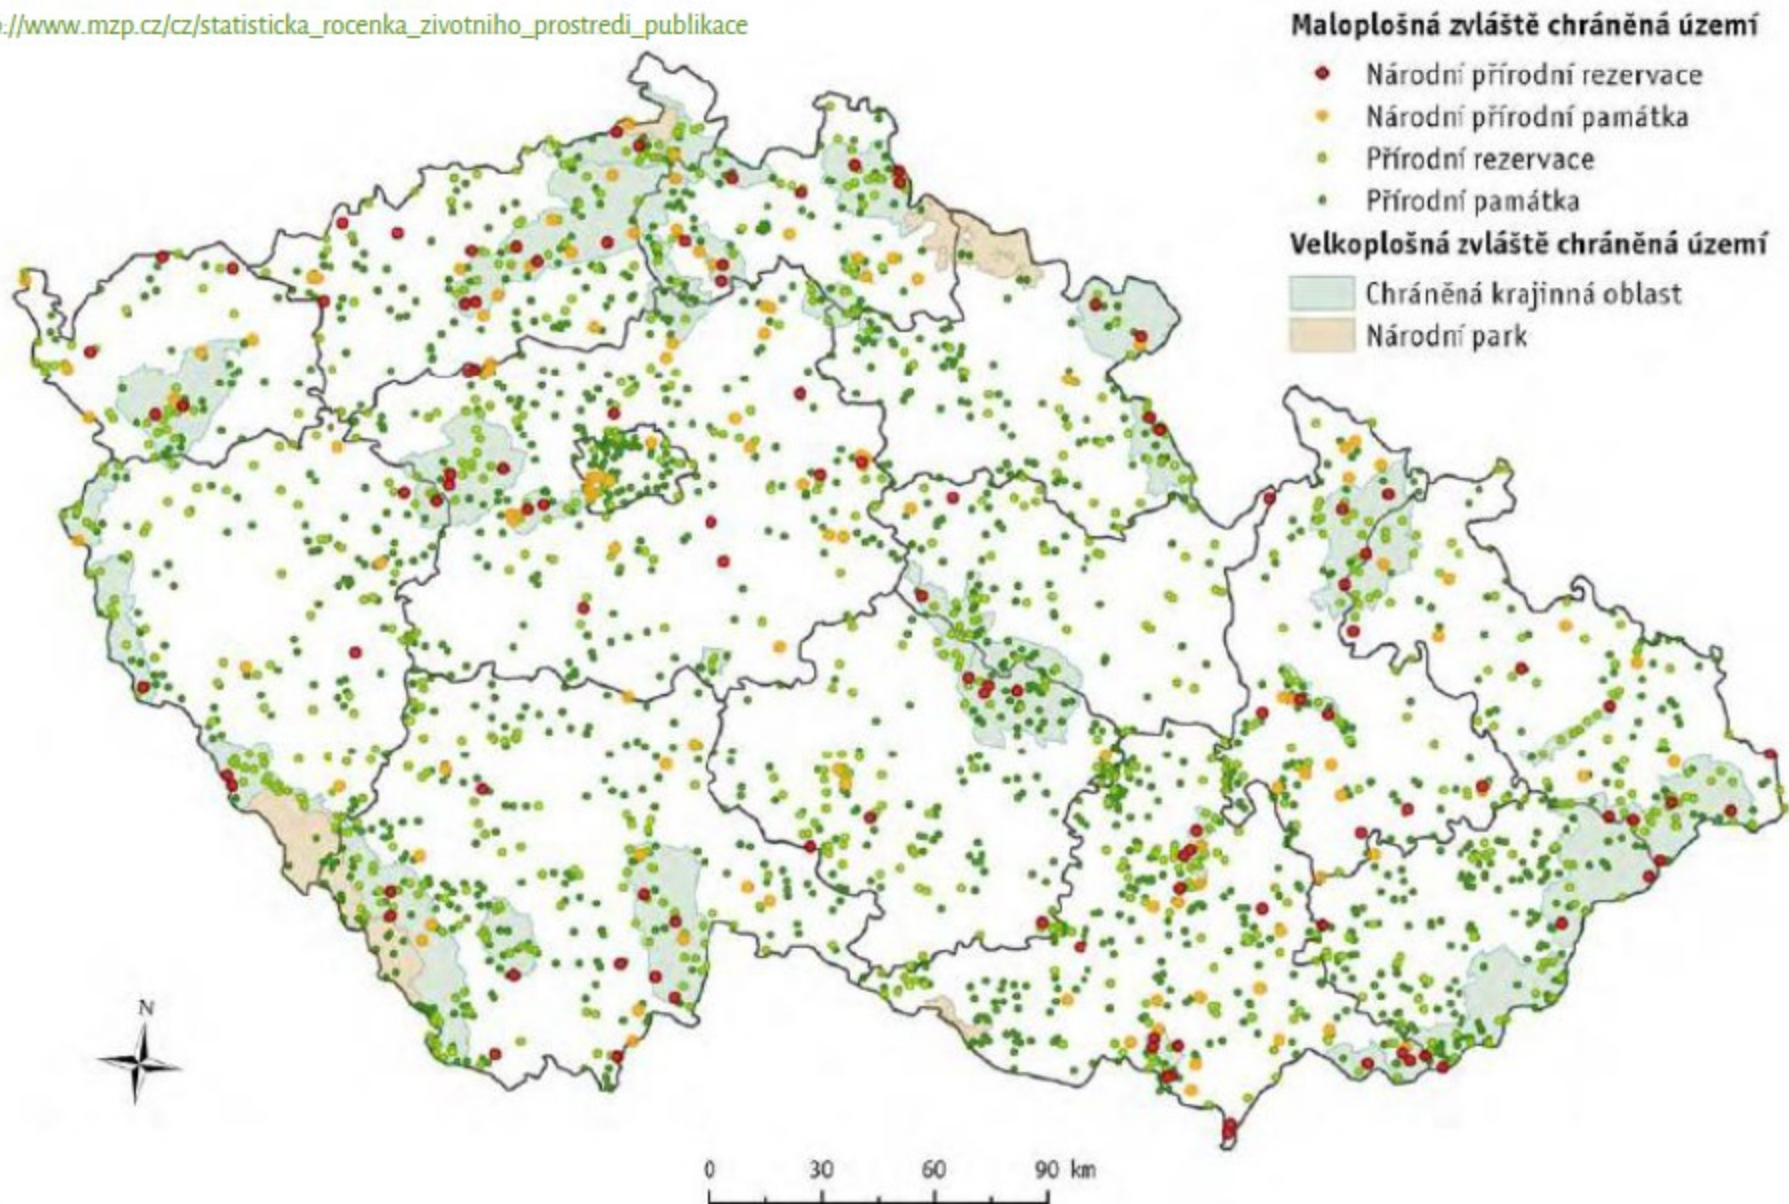 ://www.mzp.cz/cz/statisticka_rocenka_zivotniho_prostredi_publikace
Maloplošná zvláště chráněná území
Národní přírodní rezervace
Národní přírodní památka
Přírodní rezervace
Přírodní památka
Velkoplošná zvláště chráněná území
Chráněná krajinná oblast
Národní park
N
0 30 60 90 km